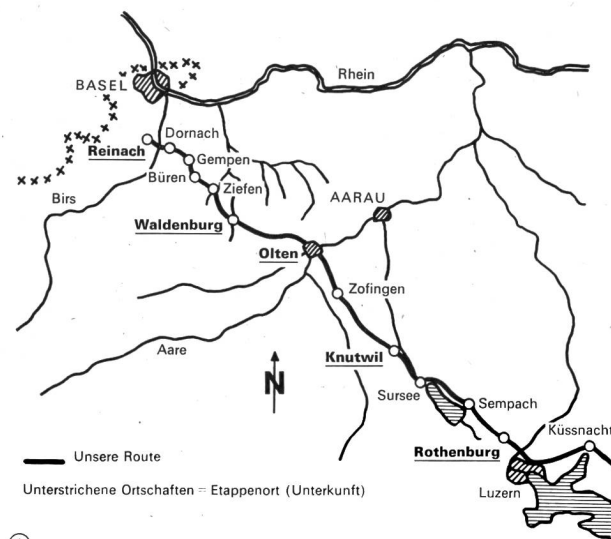 Rhein
BASEL
Dornach
Reinach
Gempen
Büren
Ziefen
Birs
AARAU
Waldenburg
Olten
Zofingen
Aare
Knutwil
N
Sursee
Sempach
Küssnacht
Rothenburg
Unsere Route
Luzern
Unterstrichene Ortschaften = Etappenort (Unterkunft)